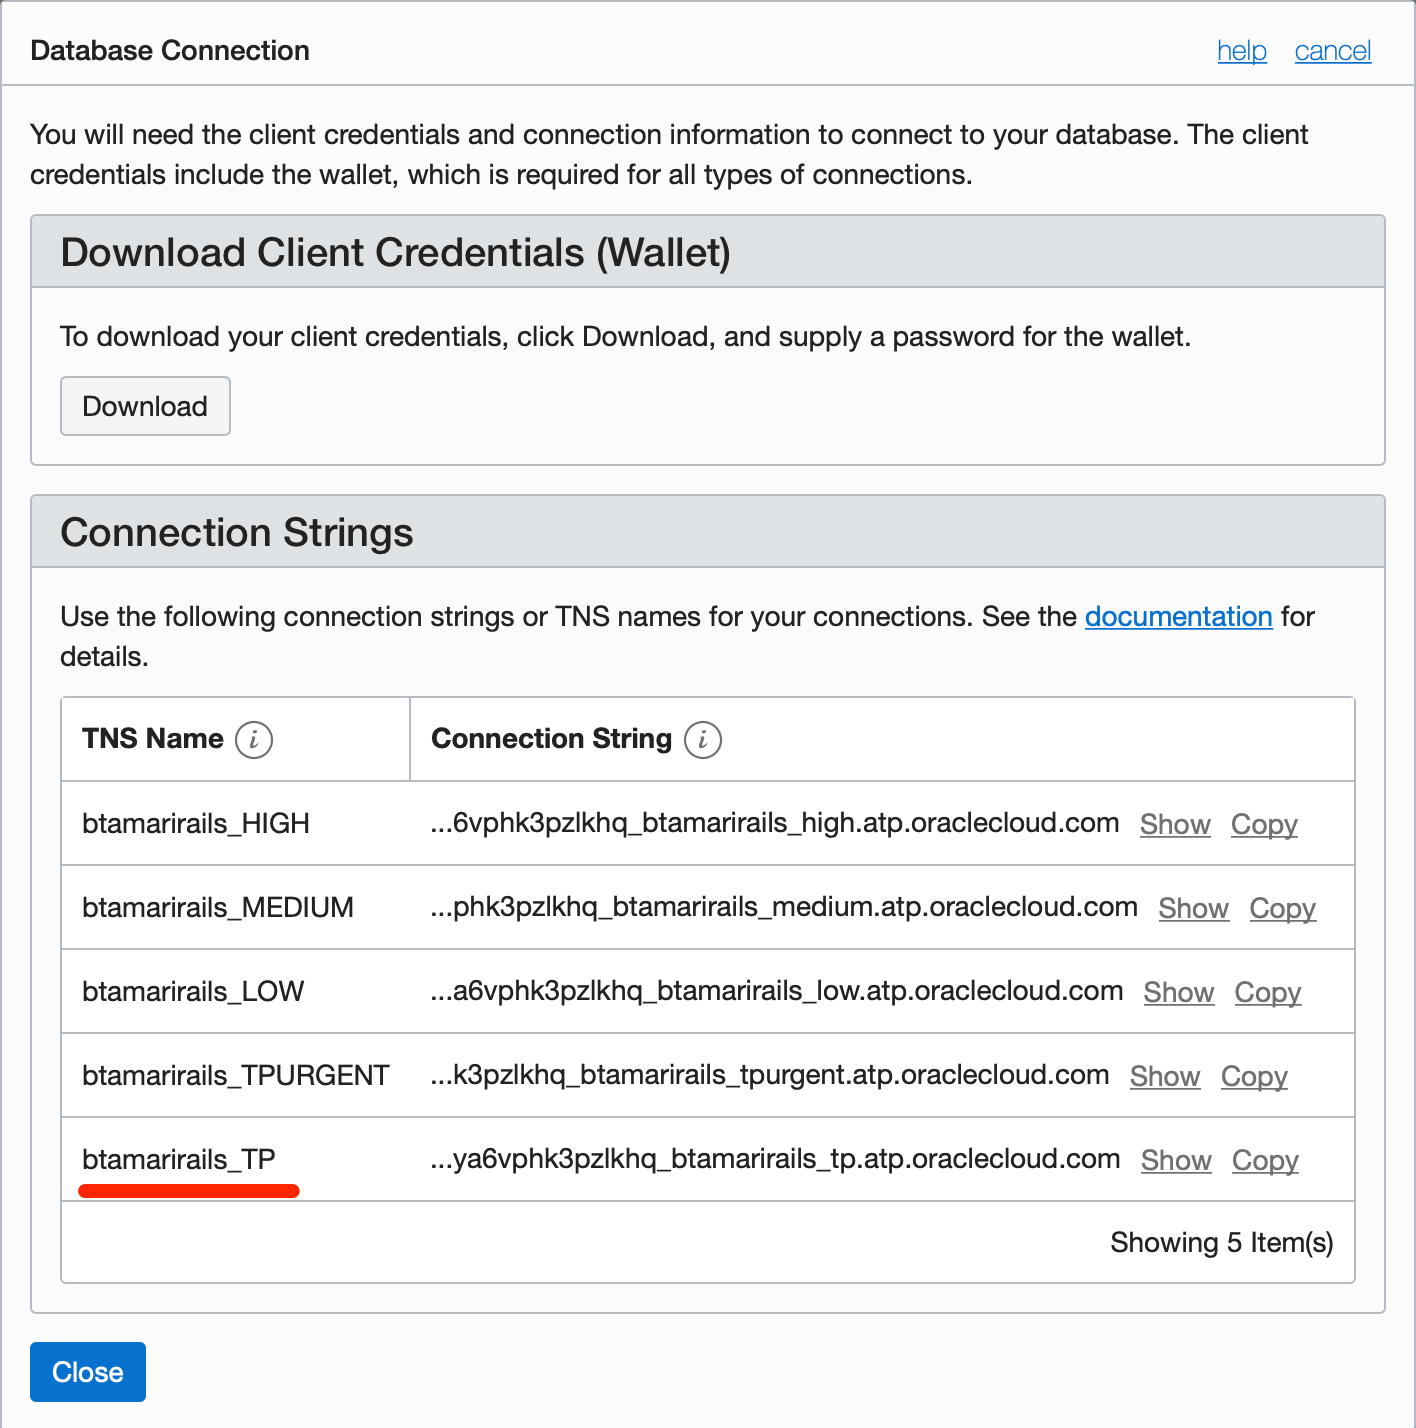 Database Connection help cancel
You will need the client credentials and connection information to connect to your database. The client
credentials include the wallet, which is required for all types of connections.
Download Client Credentials (Wallet)
To download your client credentials, click Download, and supply a password for the wallet.
Download
Connection Strings
Use the following connection strings or TNS names for your connections. See the documentation for
details.
TNS Name i Connection String i
btamarirails_HIGH ...6vphk3pzlkhq_btamarirails_high.atp.oraclecloud.com Show Copy
btamarirails_MEDIUM ...phk3pzlkhq_btamarirails_medium.atp.oraclecloud.com Show Copy
btamarirails_LOW ...a6vphk3pzlkhq_btamarirails_low.atp.oraclecloud.com Show Copy
btamarirails_TPURGENT ...k3pzlkhq_btamarirails_tpurgent.atp.oraclecloud.com Show Copy
btamarirails_TP ...ya6vphk3pzlkhq_btamarirails_tp.atp.oraclecloud.com Show Copy
Showing 5 Item(s)
Close